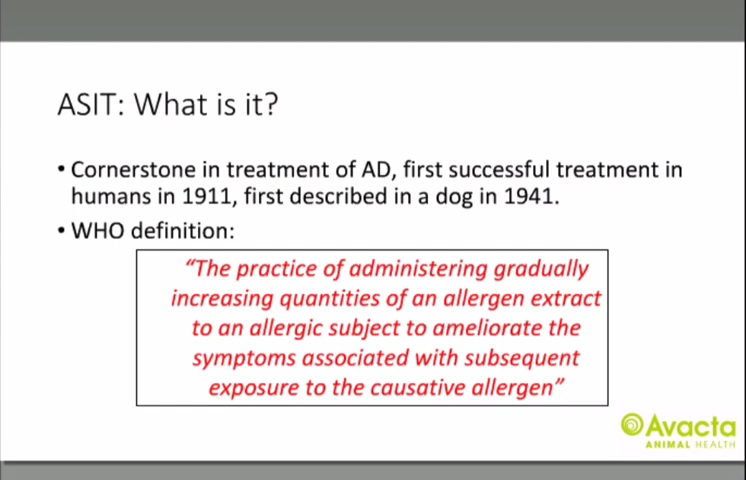 ASIT: What is it?
• Cornerstone in treatment of AD, first successful treatment in
humans in 1911, first described in a dog in 1941.
• WHO definition:
“The practice of administering gradually
increasing quantities of an allergen extract
to an allergic subject to ameliorate the
symptoms associated with subsequent
exposure to the causative allergen”
Avacta
ANIMAL HEALTH